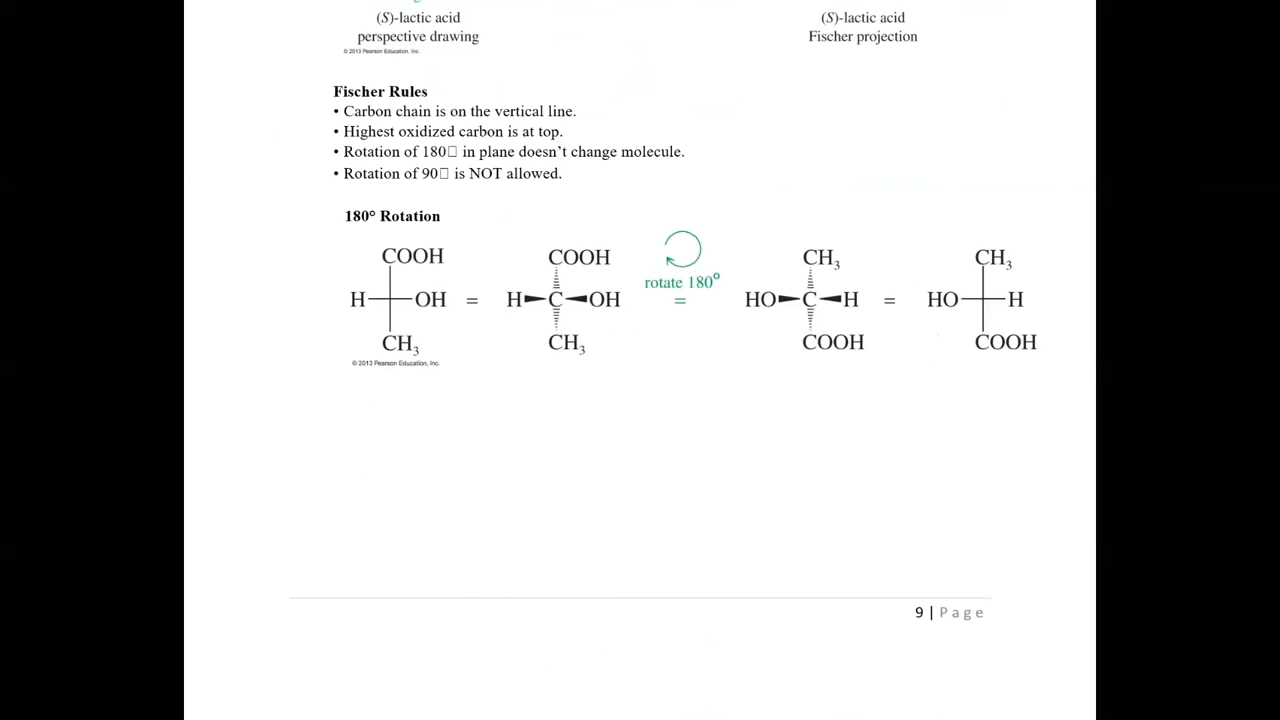 (S)-lactic acid
perspective drawing
© 2013 Pearson Education, Inc.
(S)-lactic acid
Fischer projection
Fischer Rules
• Carbon chain is on the vertical line.
• Highest oxidized carbon is at top.
• Rotation of 180□ in plane doesn’t change molecule.
• Rotation of 90□ is NOT allowed.
180° Rotation
COOH COOH CH₃ CH₃
rotate 180°
H OH = H C OH = HO C H = HO H
CH₃ CH₃ COOH COOH
© 2013 Pearson Education, Inc.
9 | Page